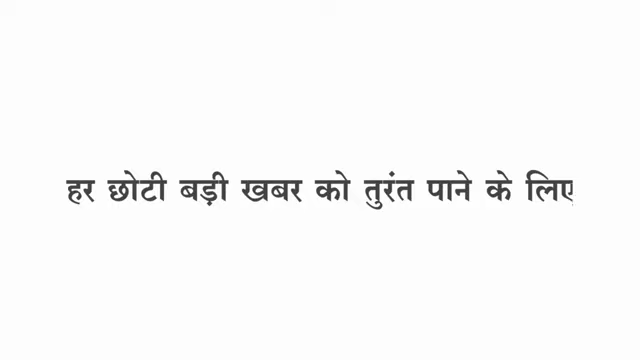 हर छोटी बड़ी खबर को तुरंत पाने के लिए